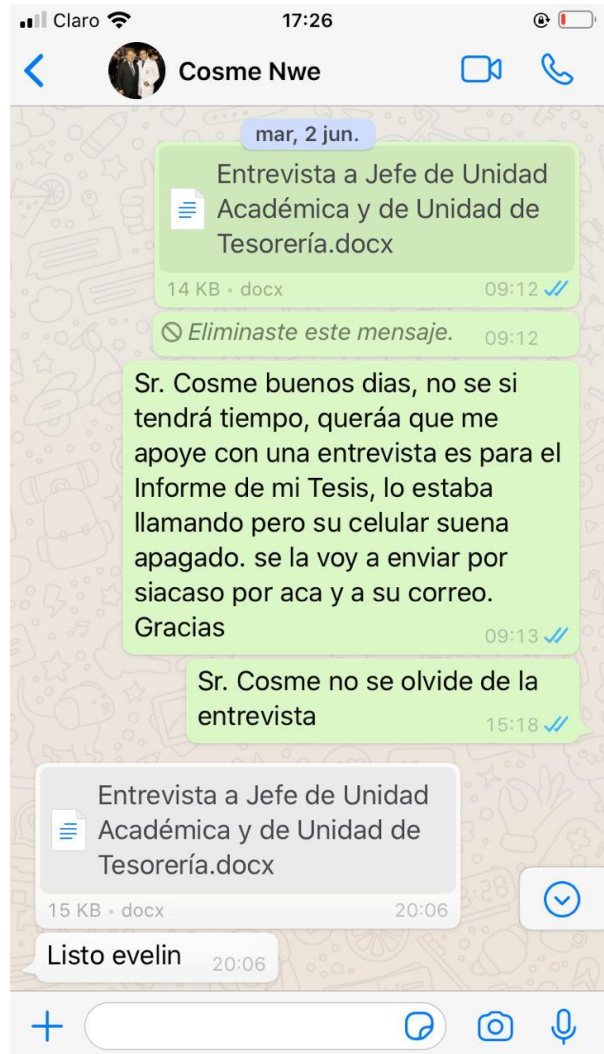 Claro
17:26
Cosme Nwe
mar, 2 jun.
Entrevista a Jefe de Unidad
Académica y de Unidad de
Tesorería.docx
14 KB • docx
09:12
Eliminaste este mensaje.
09:12
Sr. Cosme buenos dias, no se si
tendrá tiempo, queráa que me
apoye con una entrevista es para el
Informe de mi Tesis, lo estaba
llamando pero su celular suena
apagado. se la voy a enviar por
siacaso por aca y a su correo.
Gracias
09:13
Sr. Cosme no se olvide de la
entrevista
15:18
Entrevista a Jefe de Unidad
Académica y de Unidad de
Tesorería.docx
15 KB • docx
20:06
Listo evelin
20:06